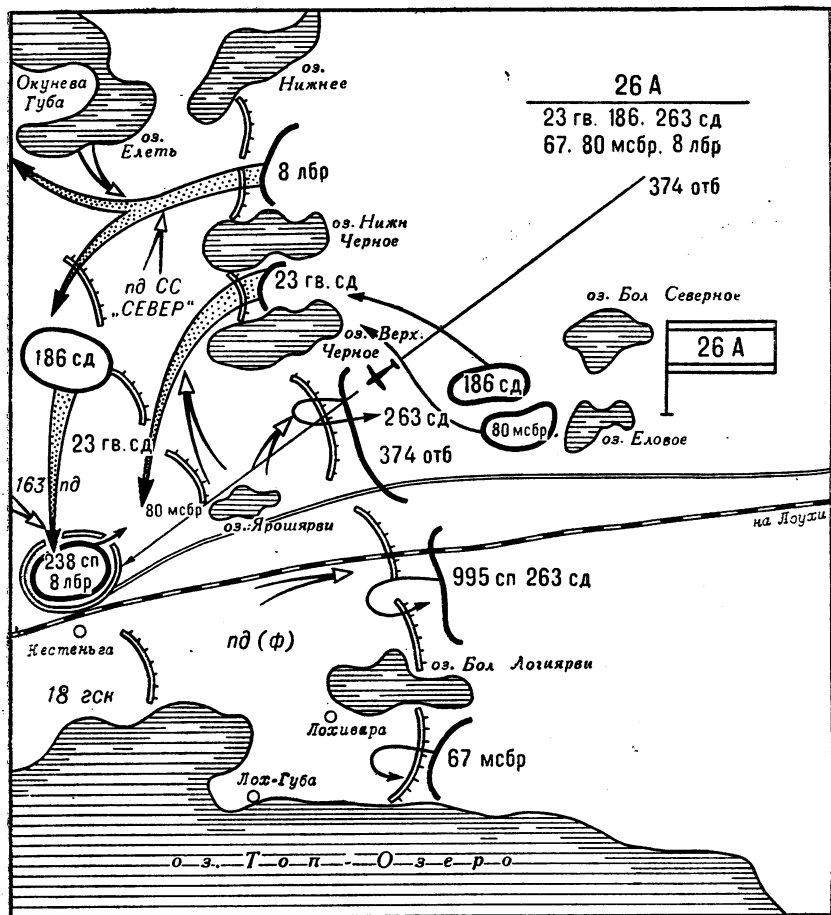 Окунева
Губа
оз.
Нижнее
оз.
Елеть
26 А
23 гв. 186. 263 сд
67. 80 мсбр. 8 лбр
374 отб
8 лбр
оз. Нижн
Черное
пд СС
„СЕВЕР"
23 гв. сд
оз. Бол Северное
26 А
оз. Верх.
Черное
186 сд
186 сд
80 мсбр.
оз. Еловое
263 сд
23 гв. сд
374 отб
163 пд
80 мсбр
оз. Ярошярви
на Лоухи
238 сп
8 лбр
995 сп 263 сд
Кестеньга
пд (ф)
оз. Бол Логиярви
18 гск
Лохивара
67 мсбр
Лох-Губа
оз. Топ-Озеро